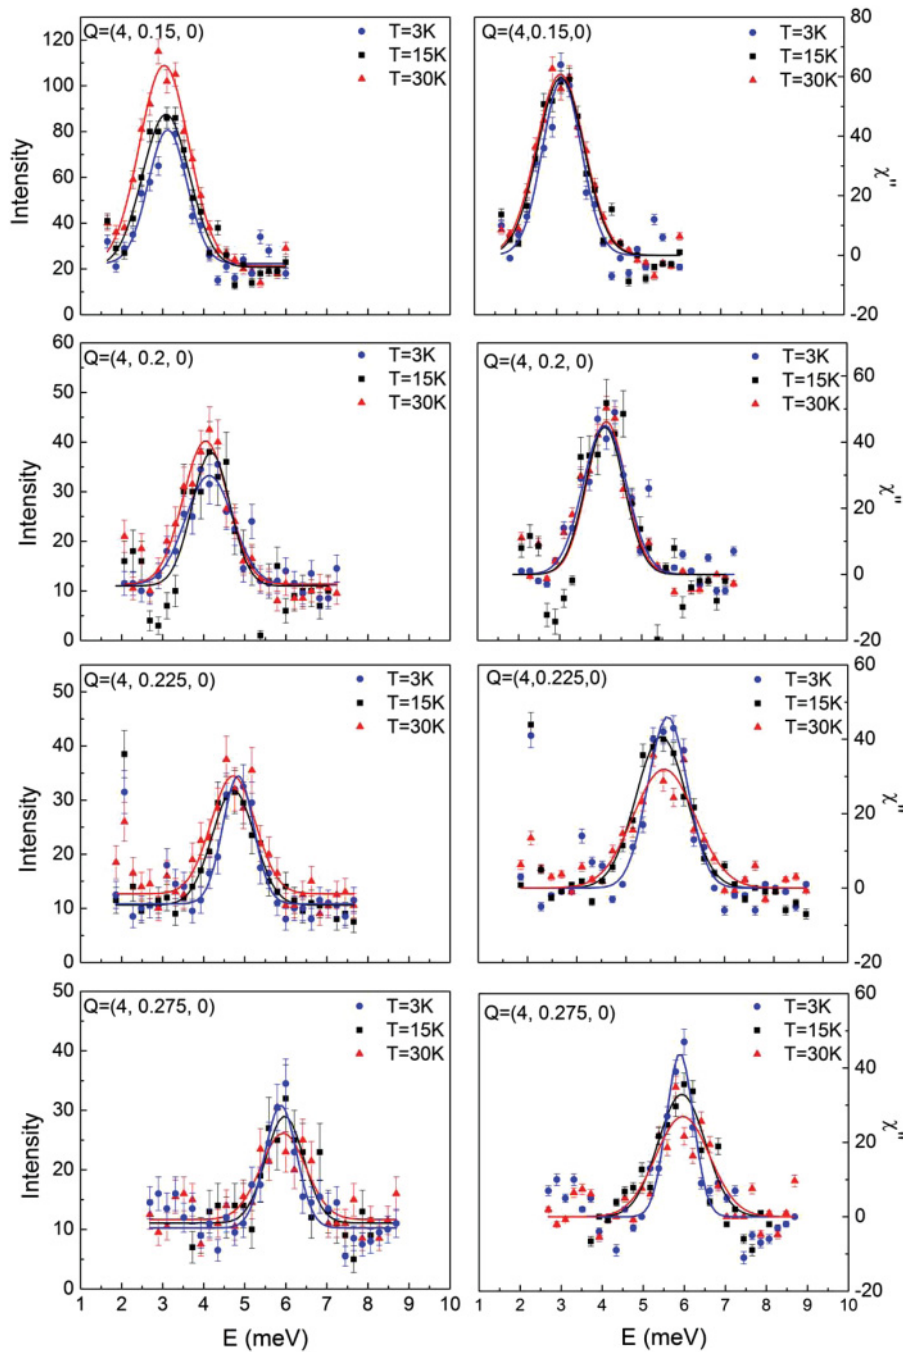 Q=(4, 0.15, 0)
T=3K
T=15K
T=30K
Intensity
120
100
80
60
40
20
0
Q=(4,0.15,0)
T=3K
T=15K
T=30K
χ"
80
60
40
20
0
-20
Q=(4, 0.2, 0)
T=3K
T=15K
T=30K
Intensity
60
50
40
30
20
10
0
Q=(4, 0.2, 0)
T=3K
T=15K
T=30K
χ"
60
40
20
0
-20
Q=(4, 0.225, 0)
T=3K
T=15K
T=30K
Intensity
50
40
30
20
10
0
Q=(4,0.225,0)
T=3K
T=15K
T=30K
χ"
60
40
20
0
-20
Q=(4, 0.275, 0)
T=3K
T=15K
T=30K
Intensity
50
40
30
20
10
0
1 2 3 4 5 6 7 8 9 10
E (meV)
Q=(4, 0.275, 0)
T=3K
T=15K
T=30K
χ"
60
40
20
0
-20
1 2 3 4 5 6 7 8 9 10
E (meV)